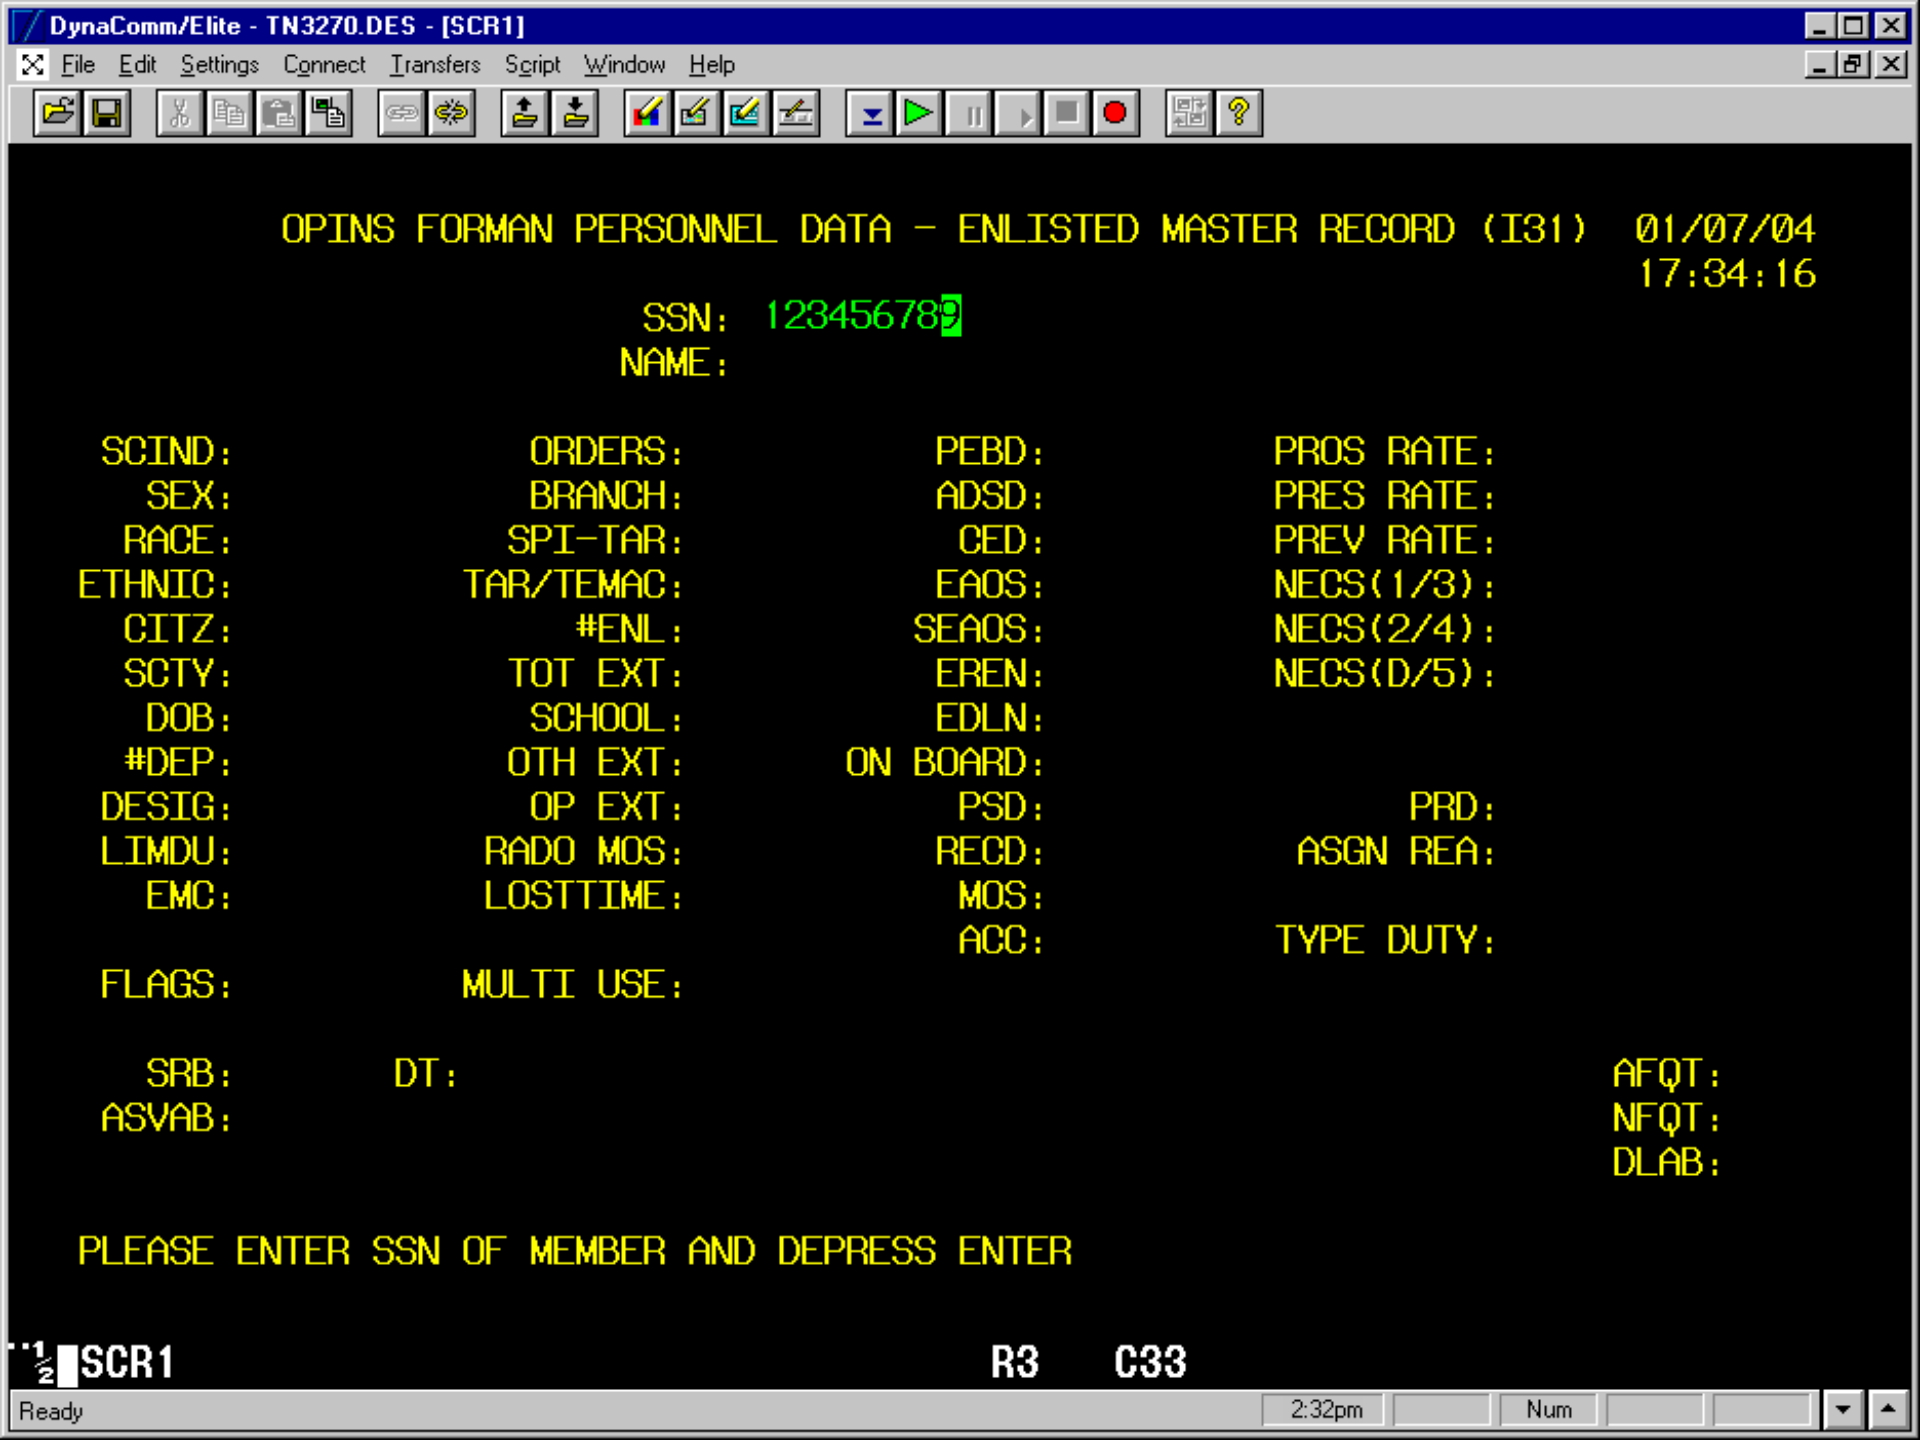 DynaComm/Elite - TN3270.DES - [SCR1]
File Edit Settings Connect Transfers Script Window Help
OPINS FORMAN PERSONNEL DATA - ENLISTED MASTER RECORD (I31) 01/07/04
17:34:16
SSN: 123456789
NAME:
SCIND: ORDERS: PEBD: PROS RATE:
SEX: BRANCH: ADSD: PRES RATE:
RACE: SPI-TAR: CED: PREV RATE:
ETHNIC: TAR/TEMAC: EAOS: NECS(1/3):
CITZ: #ENL: SEAOS: NECS(2/4):
SCTY: TOT EXT: EREN: NECS(D/5):
DOB: SCHOOL: EDLN:
#DEP: OTH EXT: ON BOARD:
DESIG: OP EXT: PSD: PRD:
LIMDU: RADO MOS: RECD: ASGN REA:
EMC: LOSTTIME: MOS:
ACC: TYPE DUTY:
FLAGS: MULTI USE:
SRB: DT: AFQT:
ASVAB: NFQT:
DLAB:
PLEASE ENTER SSN OF MEMBER AND DEPRESS ENTER
1/2 SCR1 R3 C33
Ready 2:32pm Num